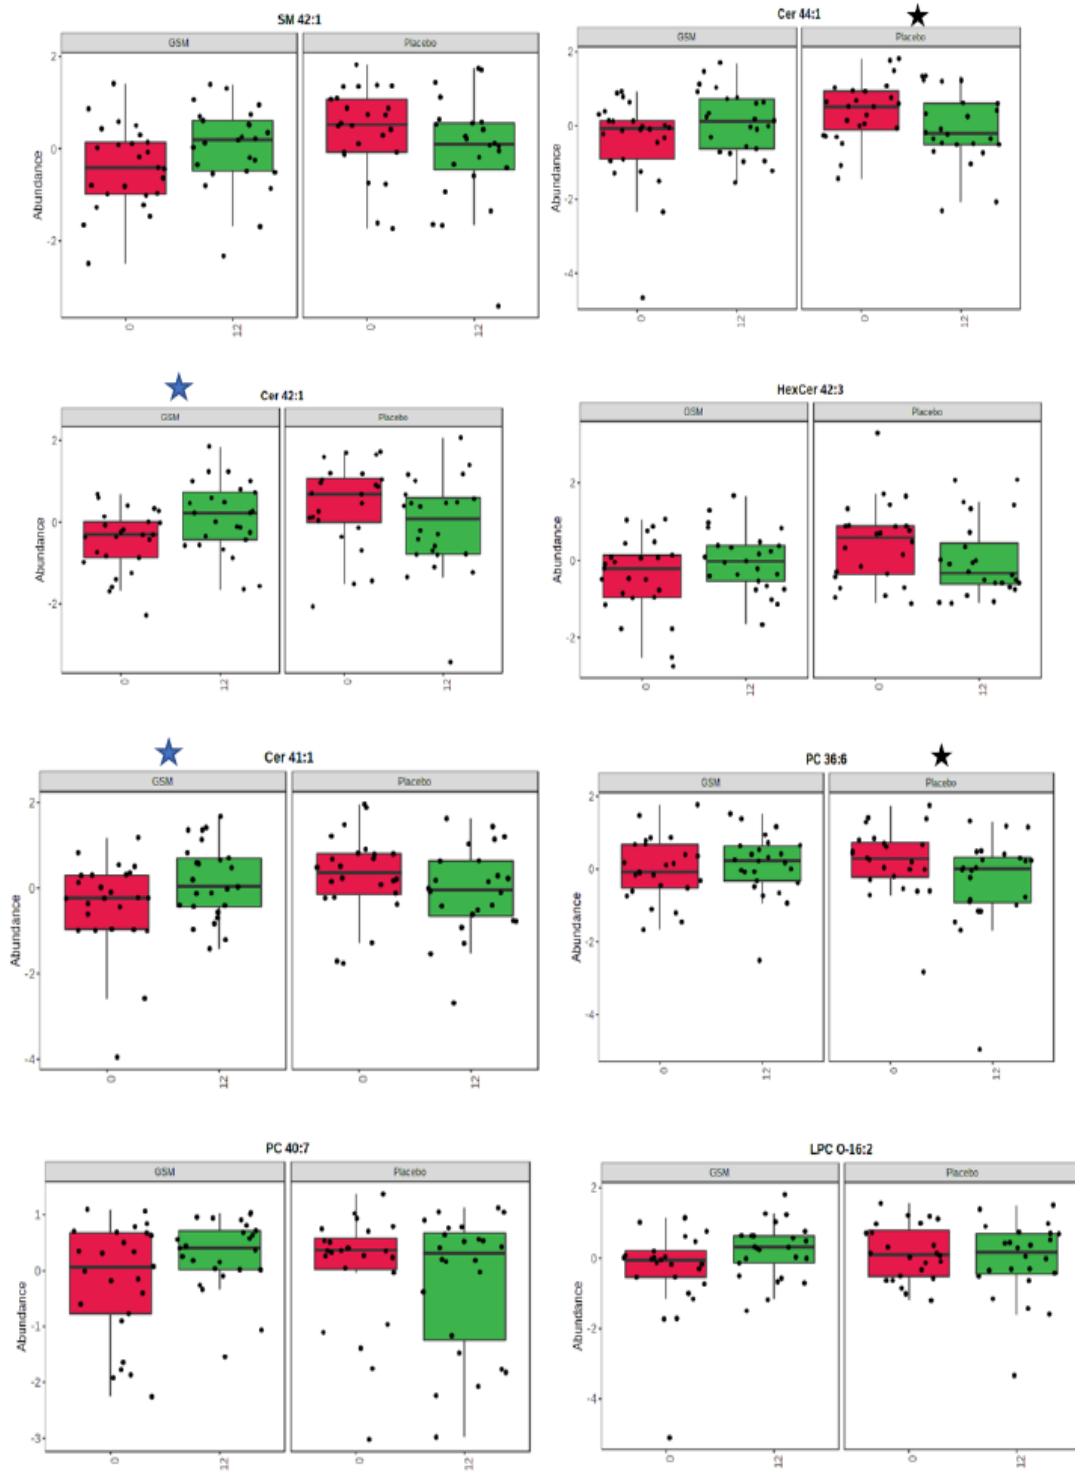 SM 42:1
GSM Placebo
2
0
-2
Abundance
0 12 0 12
Cer 44:1
GSM Placebo
2
0
-2
-4
Abundance
0 12 0 12
Cer 42:1
GSM Placebo
2
0
-2
Abundance
0 12 0 12
HexCer 42:3
GSM Placebo
2
0
-2
Abundance
0 12 0 12
Cer 41:1
GSM Placebo
2
0
-2
-4
Abundance
0 12 0 12
PC 36:6
GSM Placebo
2
0
-2
-4
Abundance
0 12 0 12
PC 40:7
GSM Placebo
1
0
-1
-2
-3
Abundance
0 12 0 12
LPC O-16:2
GSM Placebo
2
0
-2
-4
Abundance
0 12 0 12